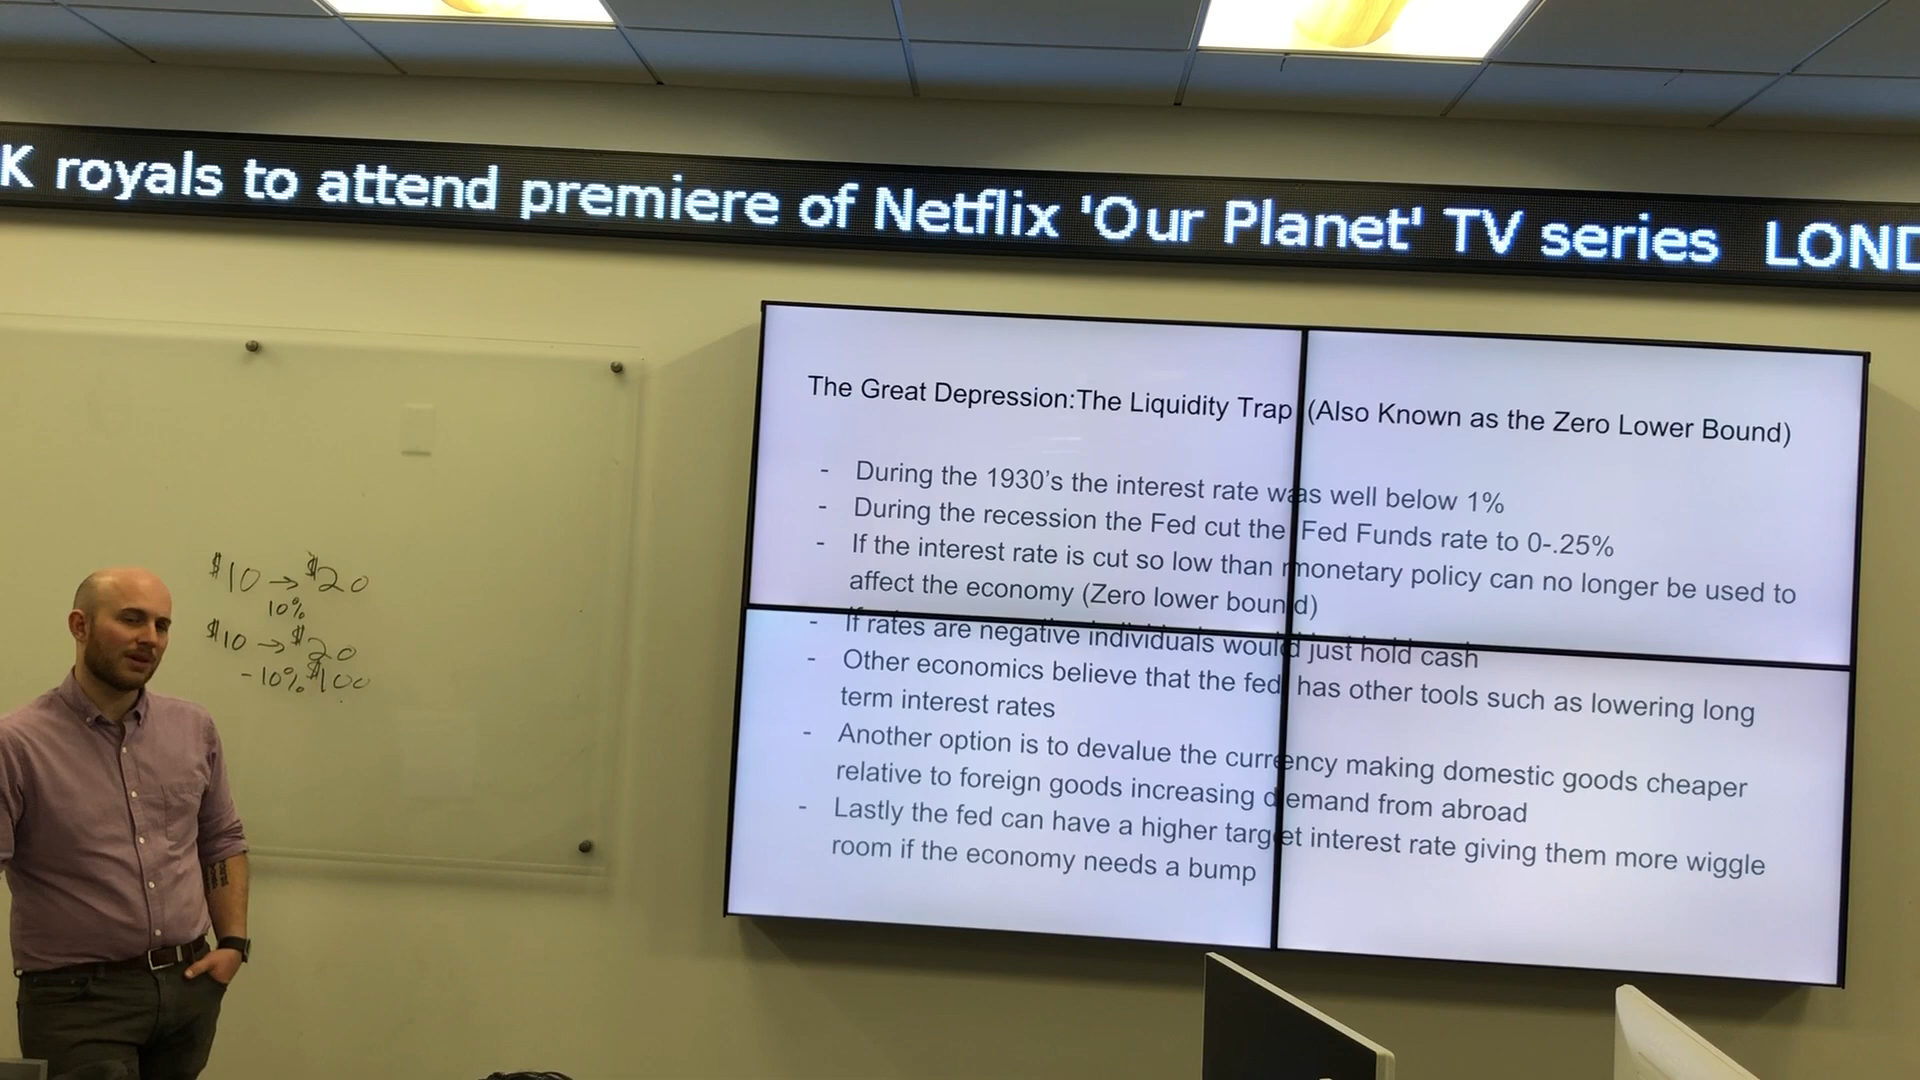 K royals to attend premiere of Netflix 'Our Planet' TV series LOND
$10 → $20
10%
$10 → $20
-10% $100
The Great Depression:The Liquidity Trap (Also Known as the Zero Lower Bound)
- During the 1930's the interest rate was well below 1%
- During the recession the Fed cut the Fed Funds rate to 0-.25%
- If the interest rate is cut so low than monetary policy can no longer be used to
affect the economy (Zero lower bound)
- If rates are negative individuals would just hold cash
- Other economics believe that the fed has other tools such as lowering long
term interest rates
- Another option is to devalue the currency making domestic goods cheaper
relative to foreign goods increasing demand from abroad
- Lastly the fed can have a higher target interest rate giving them more wiggle
room if the economy needs a bump